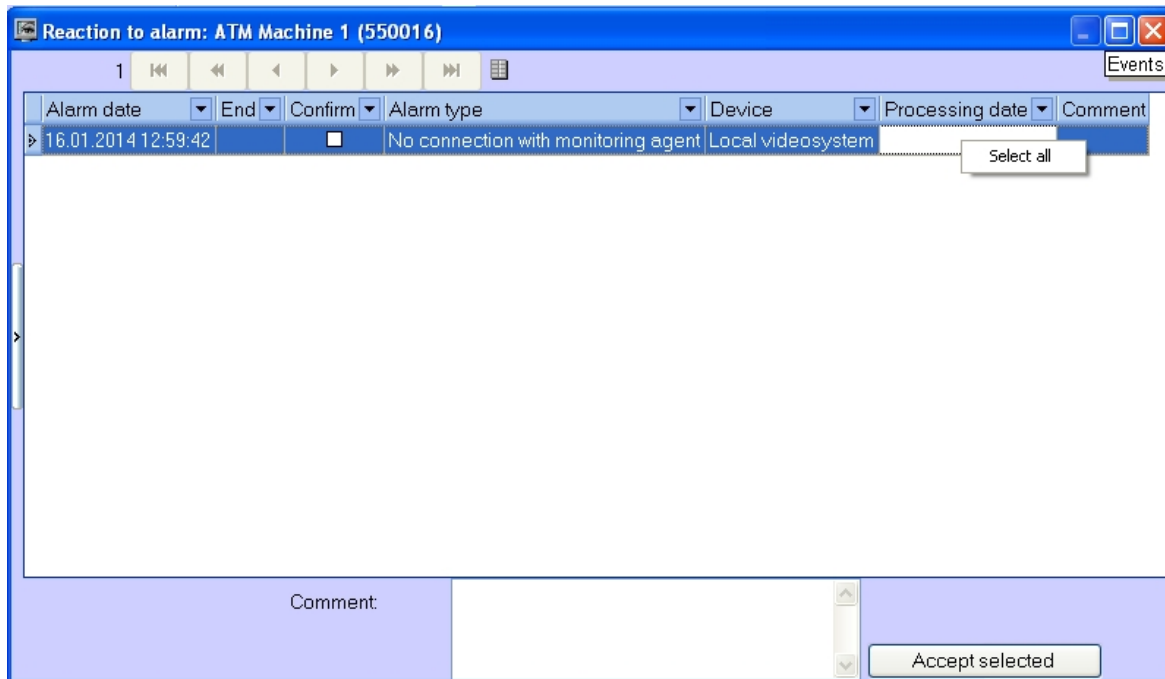 Reaction to alarm: ATM Machine 1 (550016)
1
Events
Alarm date End Confirm Alarm type Device Processing date Comment
16.01.2014 12:59:42 No connection with monitoring agent Local videosystem
Select all
Comment:
Accept selected